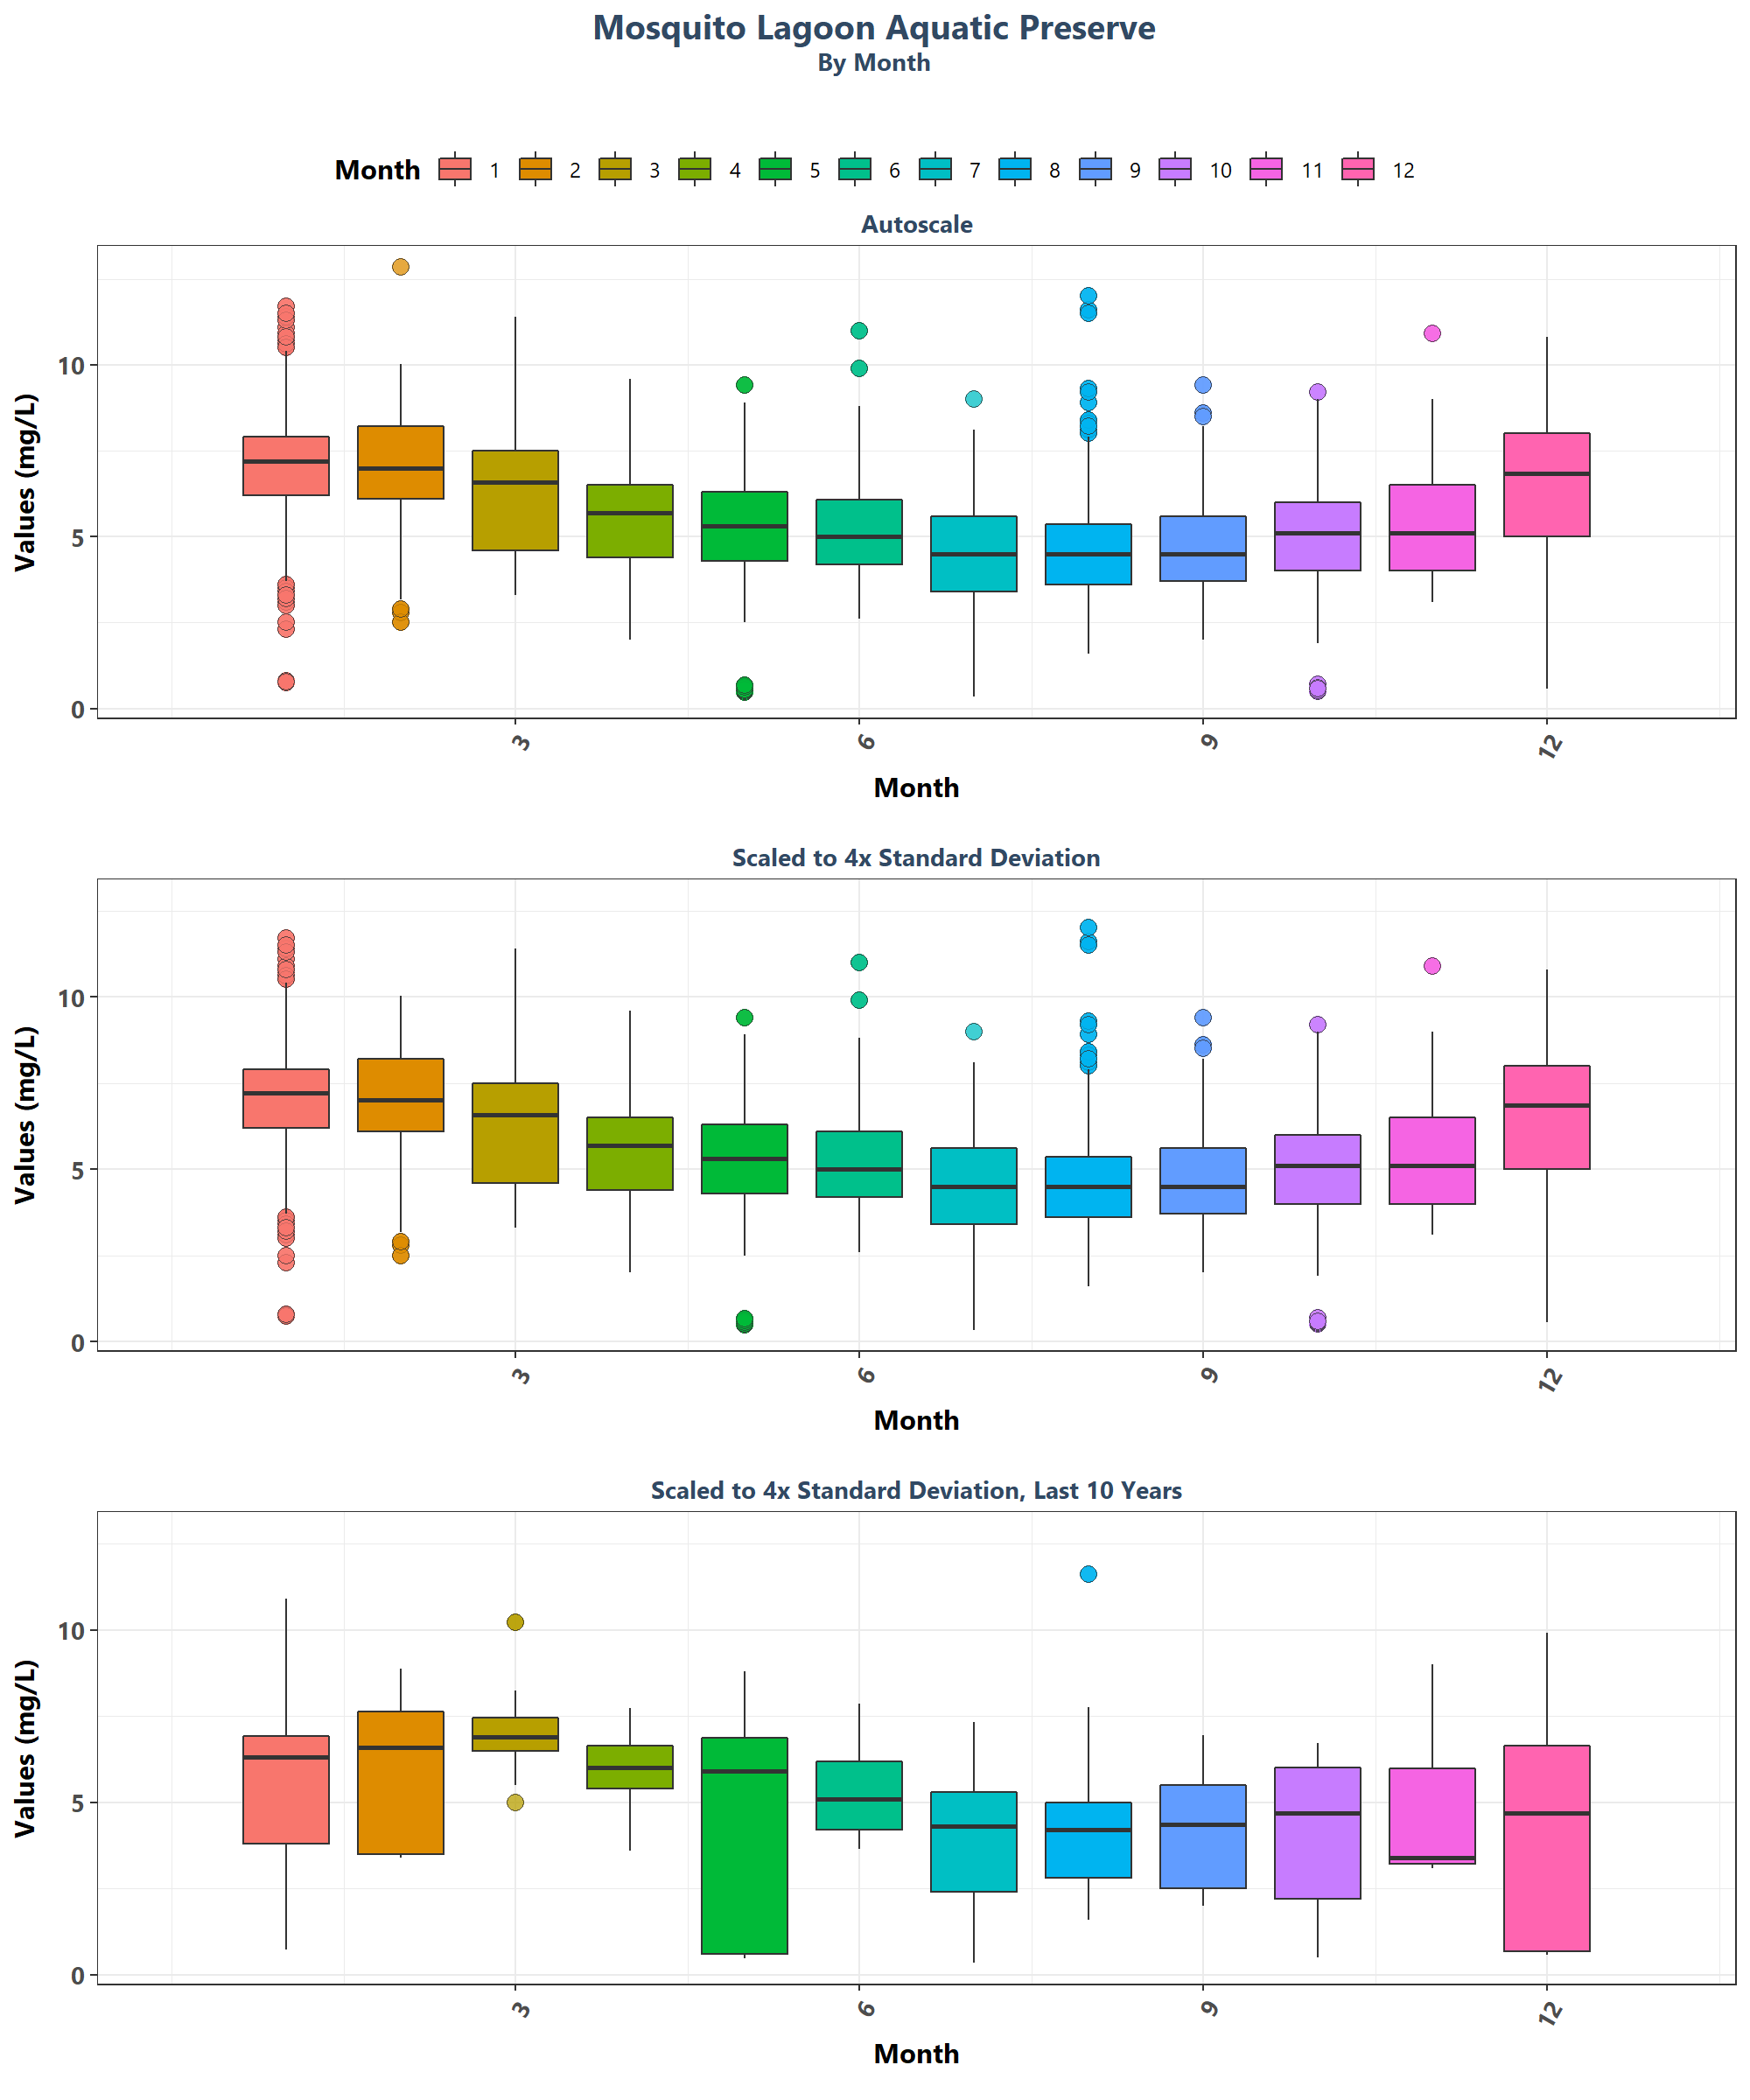 Mosquito Lagoon Aquatic Preserve
By Month
Month 1 2 3 4 5 6 7 8 9 10 11 12
Autoscale
Values (mg/L)
10
5
0
3 6 9 12
Month
Scaled to 4x Standard Deviation
Values (mg/L)
10
5
0
3 6 9 12
Month
Scaled to 4x Standard Deviation, Last 10 Years
Values (mg/L)
10
5
0
3 6 9 12
Month